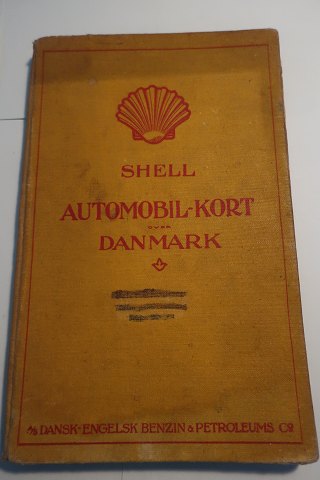 SHELL
AUTOMOBIL-KORT
OVER
DANMARK
A/S DANSK-ENGELSK BENZIN & PETROLEUMS Co